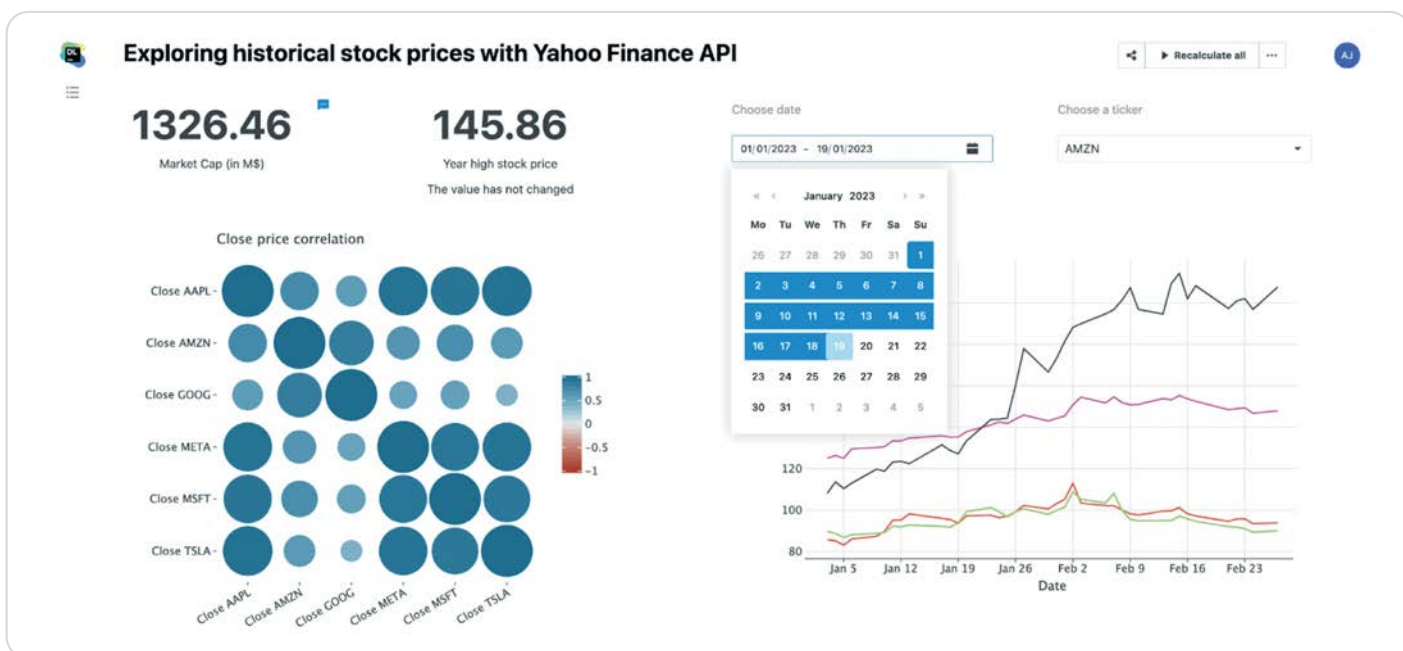 DL
Exploring historical stock prices with Yahoo Finance API
Recalculate all
AJ
1326.46
Market Cap (in M$)
145.86
Year high stock price
The value has not changed
Choose date
01/01/2023 - 19/01/2023
Choose a ticker
AMZN
« ‹ January 2023 › »
Mo Tu We Th Fr Sa Su
26 27 28 29 30 31 1
2 3 4 5 6 7 8
9 10 11 12 13 14 15
16 17 18 19 20 21 22
23 24 25 26 27 28 29
30 31 1 2 3 4 5
Close price correlation
Close AAPL
Close AMZN
Close GOOG
Close META
Close MSFT
Close TSLA
Close AAPL
Close AMZN
Close GOOG
Close META
Close MSFT
Close TSLA
1
0.5
0
−0.5
−1
120
100
80
Jan 5 Jan 12 Jan 19 Jan 26 Feb 2 Feb 9 Feb 16 Feb 23
Date